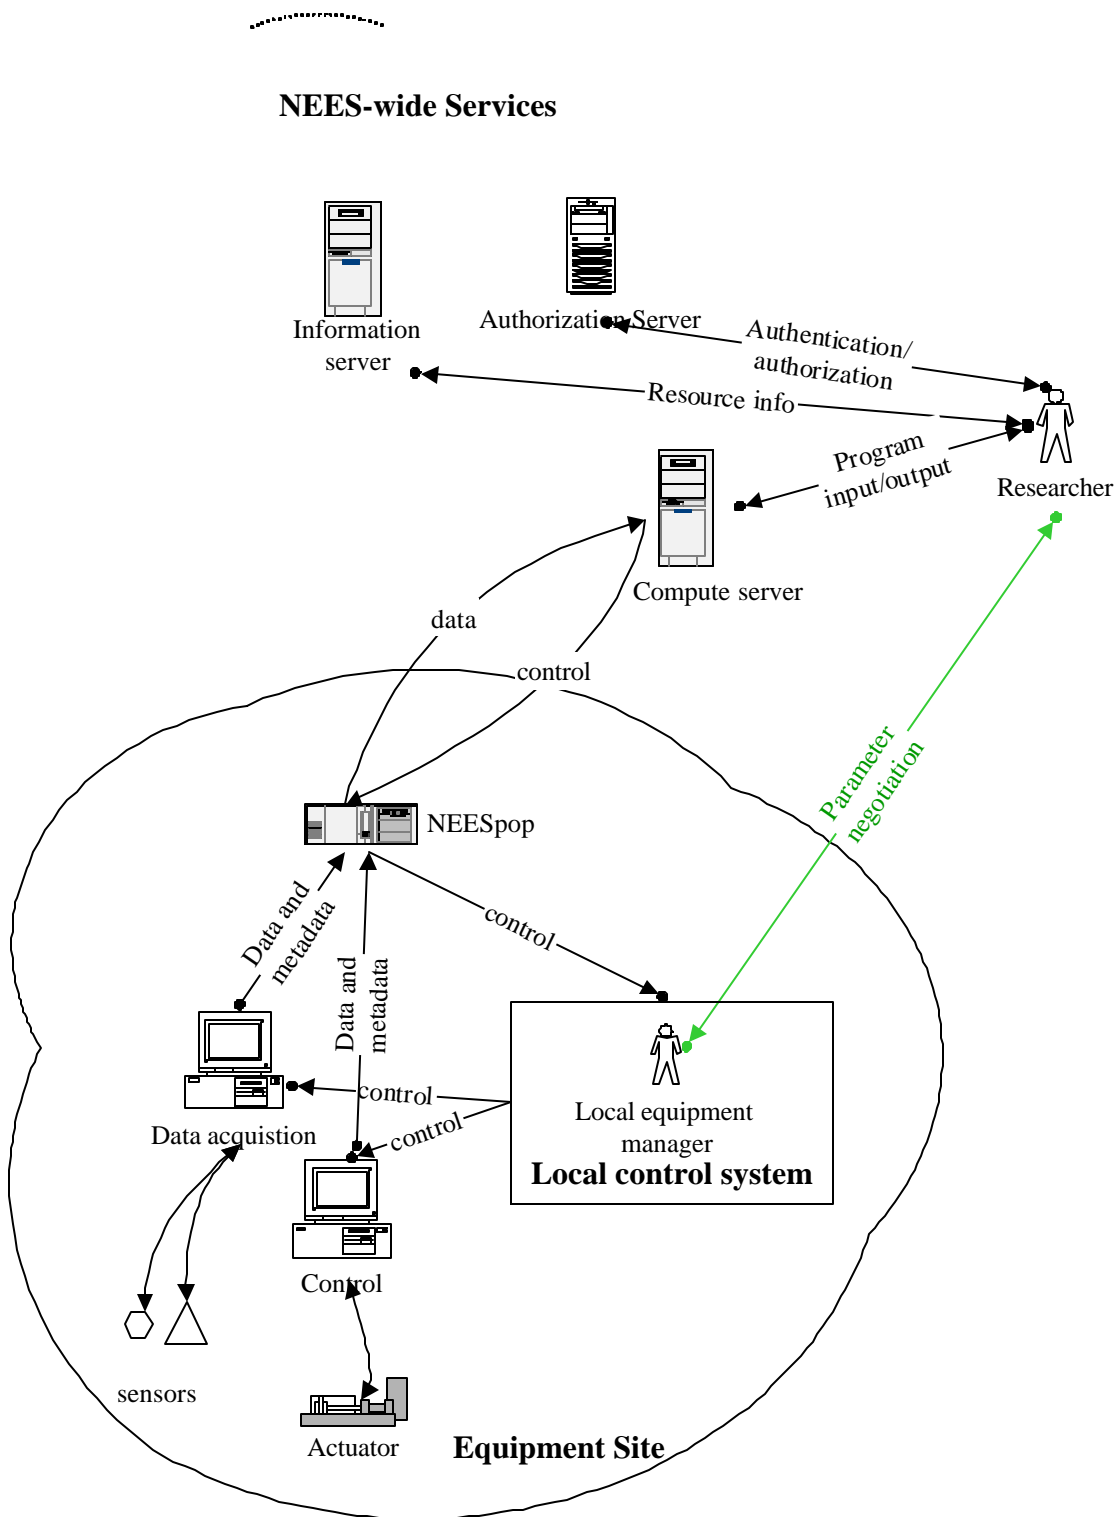 NEES-wide Services
Information
server
Authorization Server
Authentication/
authorization
Resource info
Program
input/output
Researcher
Compute server
data
control
Parameter
negotiation
NEESpop
Data and
metadata
control
Data and
metadata
control
control
Data acquistion
Local equipment
manager
Local control system
Control
sensors
Actuator
Equipment Site